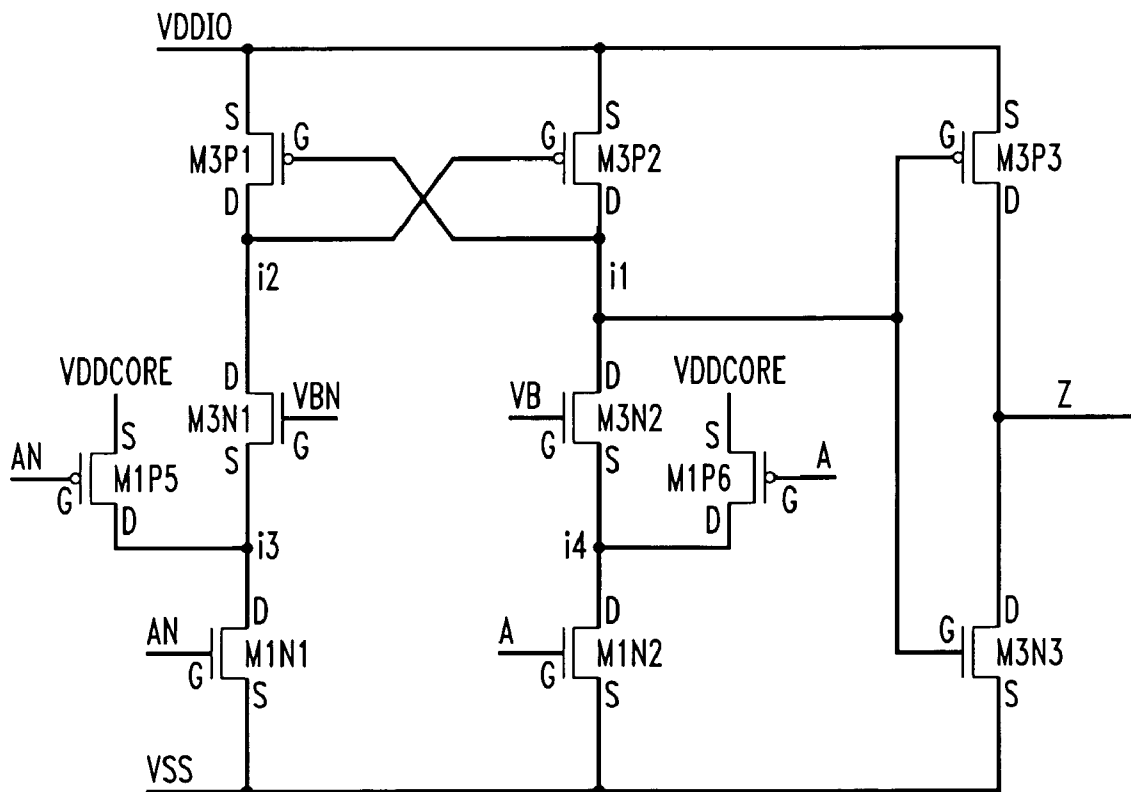 VDDIO
S
G
M3P1
D
S
G
M3P2
D
S
G
M3P3
D
i2
i1
VDDCORE
D
VBN
M3N1
G
S
VB
D
M3N2
G
S
VDDCORE
Z
AN
S
M1P5
G
D
S
A
M1P6
G
D
i3
i4
AN
D
M1N1
G
S
A
D
M1N2
G
S
G
D
M3N3
S
VSS